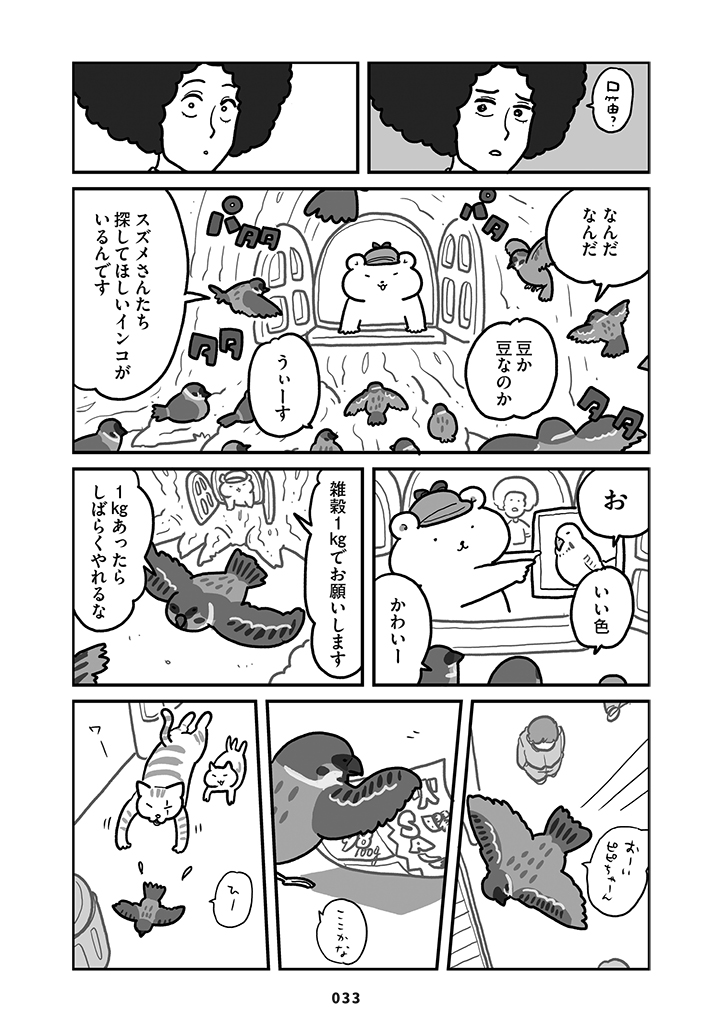 口笛?
なんだ
なんだ
パタ
豆か
豆なのか
タタ
パタタ
タタ
うぃーす
スズメさんたち
探してほしいインコが
いるんです
お
いい色
かわいー
雑穀1kgでお願いします
1kgあったら
しばらくやれるな
おーい
ピピちゃーん
100g
ここかな
ワー
ひー
033